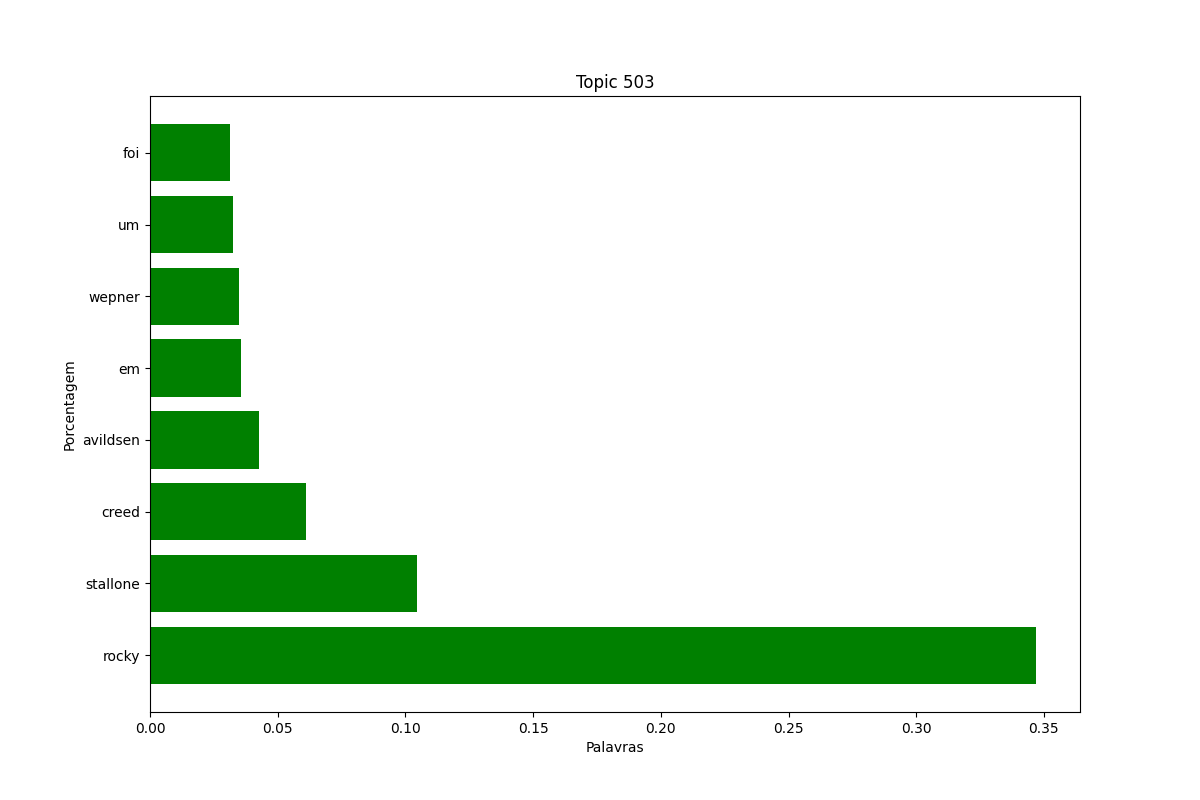 Topic 503
foi
um
wepner
em
avildsen
creed
stallone
rocky
Porcentagem
0.00 0.05 0.10 0.15 0.20 0.25 0.30 0.35
Palavras